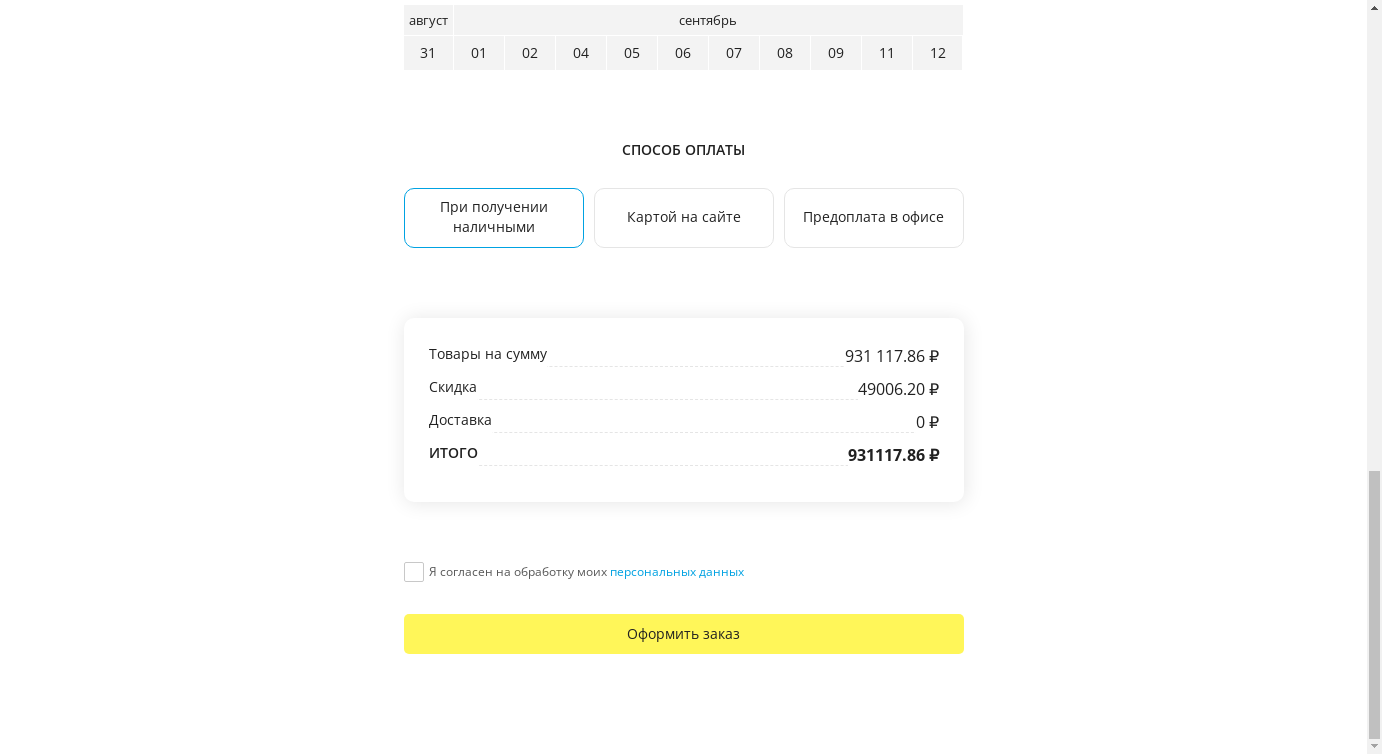 август сентябрь
31 01 02 04 05 06 07 08 09 11 12
СПОСОБ ОПЛАТЫ
При получении
наличными
Картой на сайте
Предоплата в офисе
Товары на сумму 931 117.86 ₽
Скидка 49006.20 ₽
Доставка 0 ₽
ИТОГО 931117.86 ₽
Я согласен на обработку моих персональных данных
Оформить заказ